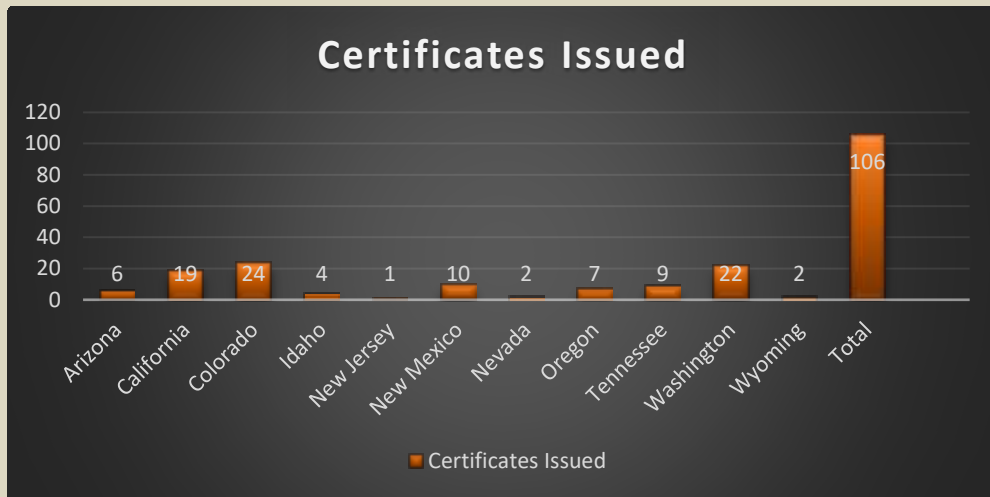 Certificates Issued
120
100
80
60
40
20
0
6
19
24
4
1
10
2
7
9
22
2
106
Arizona
California
Colorado
Idaho
New Jersey
New Mexico
Nevada
Oregon
Tennessee
Washington
Wyoming
Total
Certificates Issued